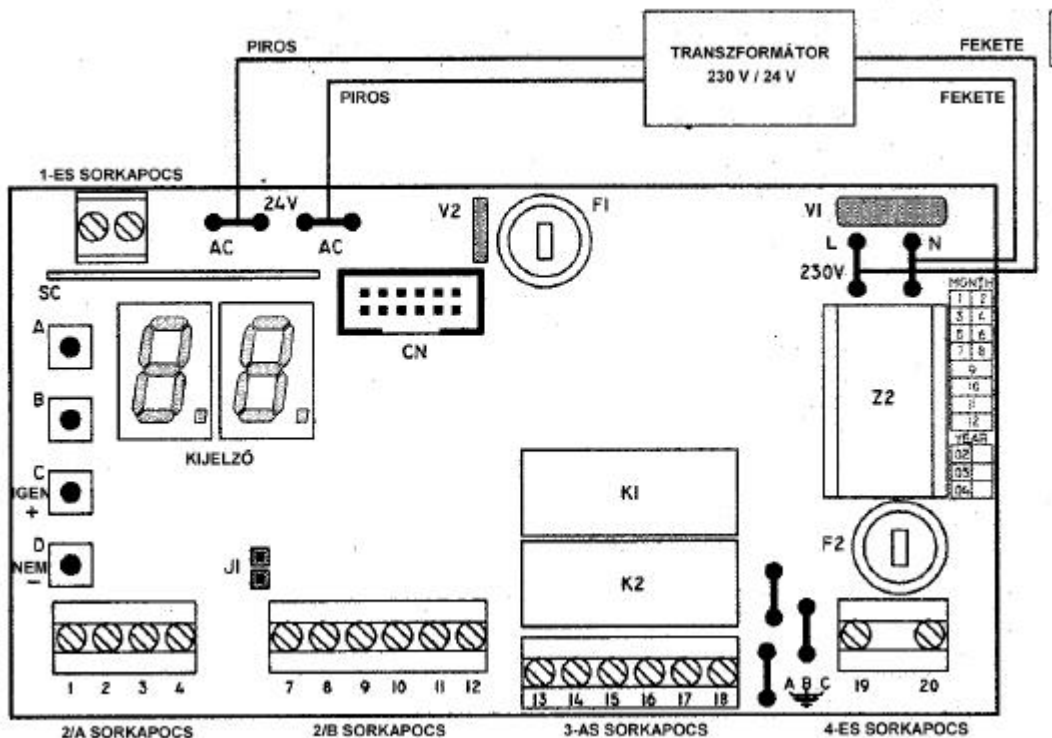 PIROS
TRANSZFORMÁTOR
230 V / 24 V
FEKETE
PIROS
FEKETE
1-ES SORKAPOCS
24V
AC
AC
V2
F1
V1
L
N
230V
SC
CN
MONTH
1 2
3 4
5 6
7 8
9
10
11
12
YEAR
02
03
04
Z2
A
B
C
IGEN
+
D
NEM
-
KIJELZŐ
K1
K2
J1
F2
1 2 3 4
7 8 9 10 11 12
13 14 15 16 17 18
A B C
19 20
2/A SORKAPOCS
2/B SORKAPOCS
3-AS SORKAPOCS
4-ES SORKAPOCS